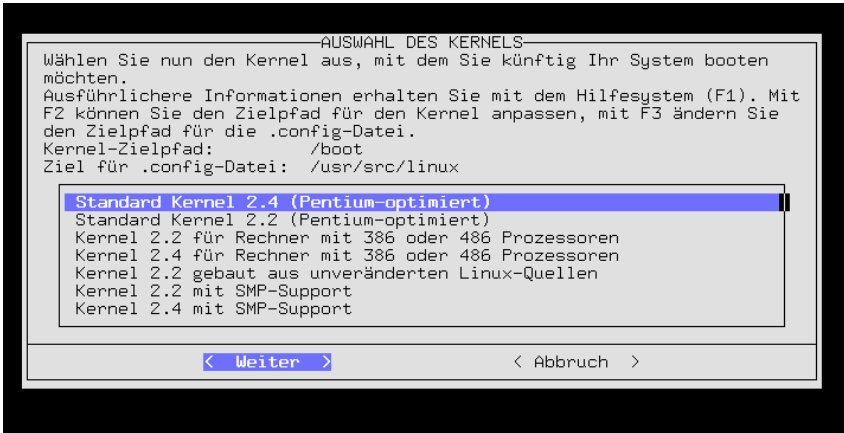 AUSWAHL DES KERNELS
Wählen Sie nun den Kernel aus, mit dem Sie künftig Ihr System booten
möchten.
Ausführlichere Informationen erhalten Sie mit dem Hilfesystem (F1). Mit
F2 können Sie den Zielpfad für den Kernel anpassen, mit F3 ändern Sie
den Zielpfad für die .config-Datei.
Kernel-Zielpfad: /boot
Ziel für .config-Datei: /usr/src/linux
Standard Kernel 2.4 (Pentium-optimiert)
Standard Kernel 2.2 (Pentium-optimiert)
Kernel 2.2 für Rechner mit 386 oder 486 Prozessoren
Kernel 2.4 für Rechner mit 386 oder 486 Prozessoren
Kernel 2.2 gebaut aus unveränderten Linux-Quellen
Kernel 2.2 mit SMP-Support
Kernel 2.4 mit SMP-Support
< Weiter > < Abbruch >